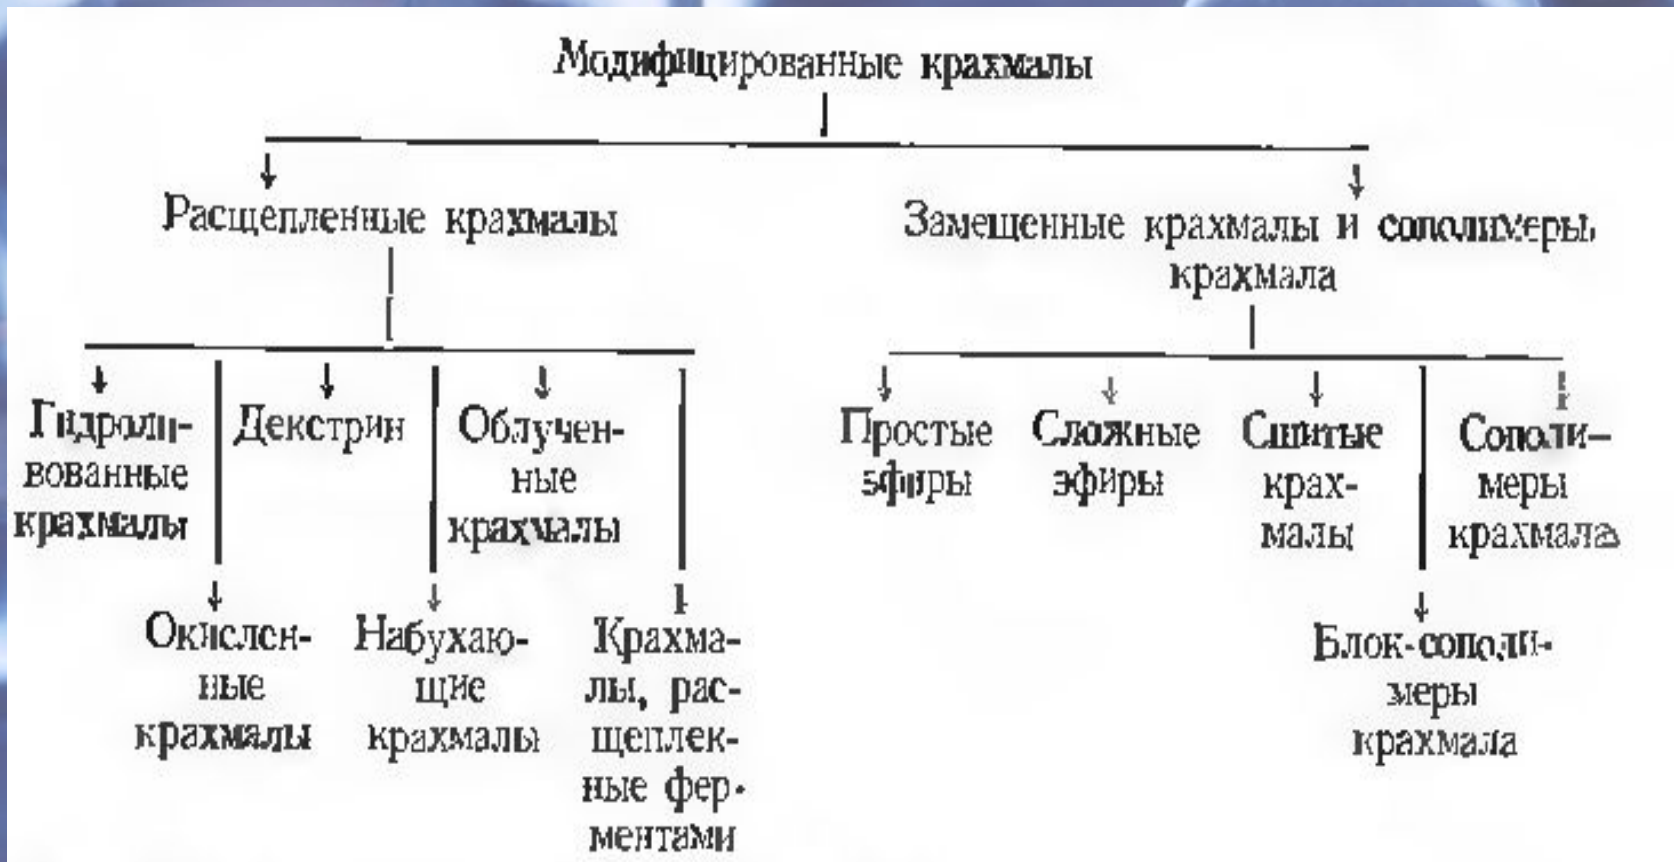 Модифицированные крахмалы
Расщепленные крахмалы
Замещенные крахмалы и сополимеры
крахмала
Гидроли-
вованные
крахмалы
Декстрин
Облучен-
ные
крахмалы
Простые
эфиры
Сложные
эфиры
Сшитые
крах-
малы
Сополи-
меры
крахмала
Окислен-
ные
крахмалы
Набухаю-
щие
крахмалы
Крахма-
лы, рас-
щеплен-
ные фер-
ментами
Блок-сополи-
меры
крахмала